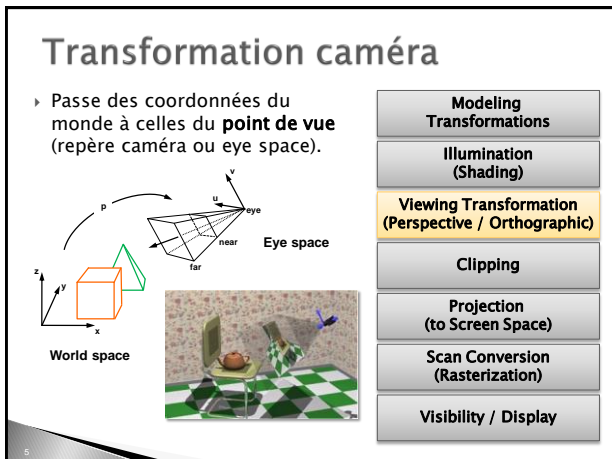 Transformation caméra
Passe des coordonnées du
monde à celles du point de vue
(repère caméra ou eye space).
v
u
eye
p
near
Eye space
far
z
y
x
World space
Modeling
Transformations
Illumination
(Shading)
Viewing Transformation
(Perspective / Orthographic)
Clipping
Projection
(to Screen Space)
Scan Conversion
(Rasterization)
Visibility / Display
5